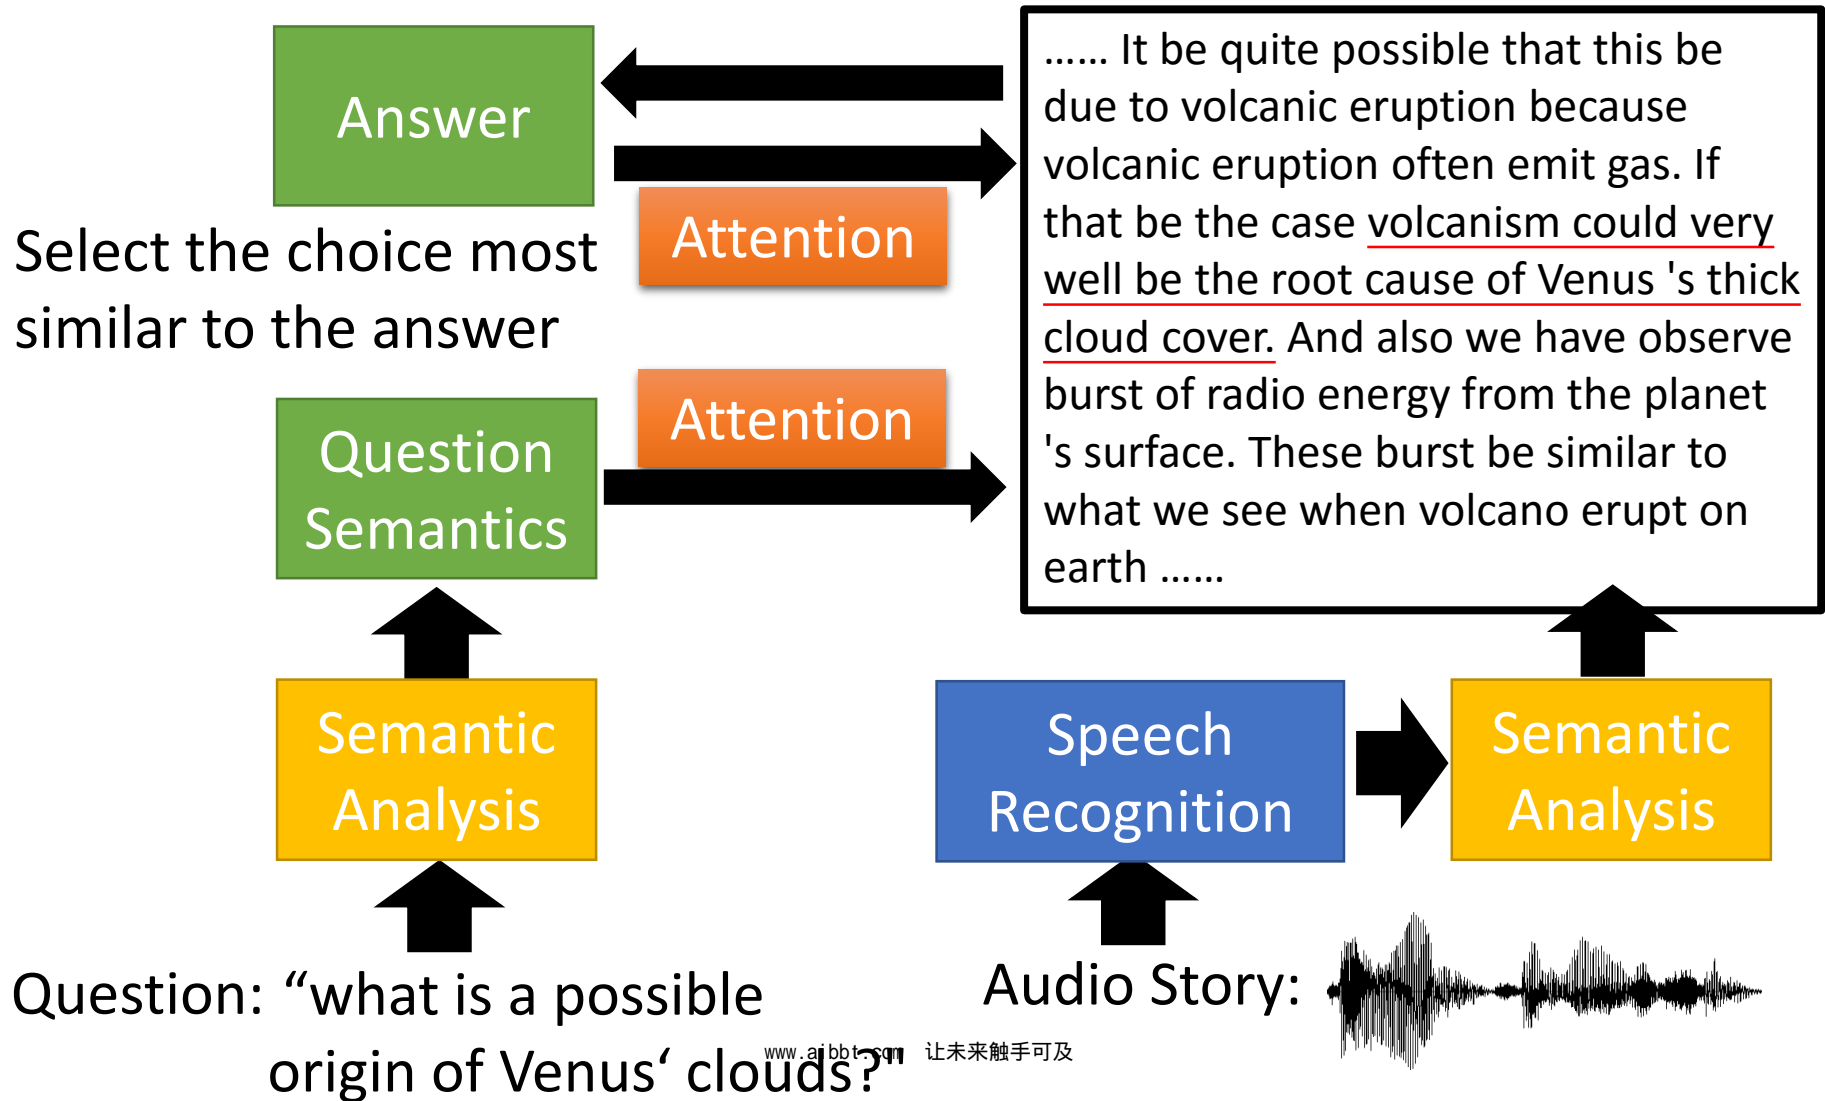 Answer
Select the choice most
similar to the answer
Attention
Attention
Question
Semantics
Semantic
Analysis
Question: “what is a possible
origin of Venus‘ clouds?"
...... It be quite possible that this be
due to volcanic eruption because
volcanic eruption often emit gas. If
that be the case volcanism could very
well be the root cause of Venus 's thick
cloud cover. And also we have observe
burst of radio energy from the planet
's surface. These burst be similar to
what we see when volcano erupt on
earth ......
Speech
Recognition
Semantic
Analysis
Audio Story:
www.aibbt.com 让未来触手可及